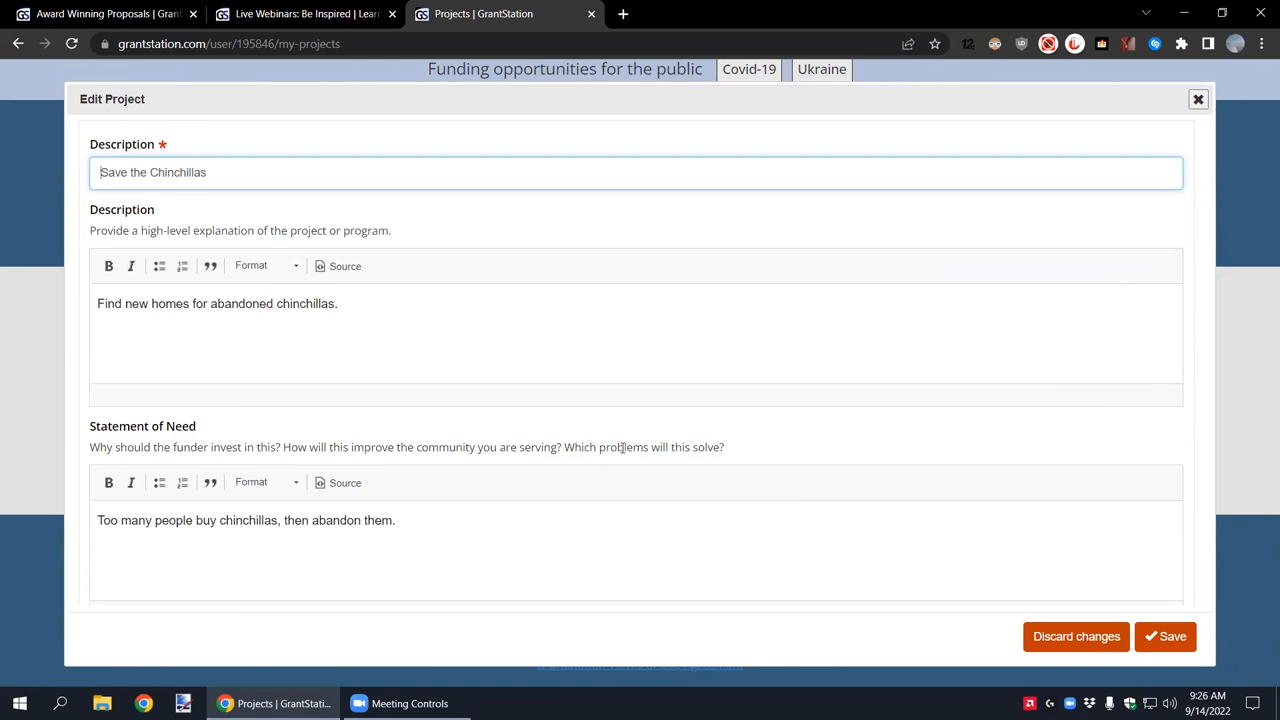 Award Winning Proposals | Grant
Live Webinars: Be Inspired | Lear
Projects | GrantStation
grantstation.com/user/195846/my-projects
Funding opportunities for the public
Covid-19
Ukraine
Edit Project
Description *
Save the Chinchillas
Description
Provide a high-level explanation of the project or program.
B I Format Source
Find new homes for abandoned chinchillas.
Statement of Need
Why should the funder invest in this? How will this improve the community you are serving? Which problems will this solve?
B I Format Source
Too many people buy chinchillas, then abandon them.
Discard changes
Save
Projects | GrantStati...
Meeting Controls
9:26 AM
9/14/2022